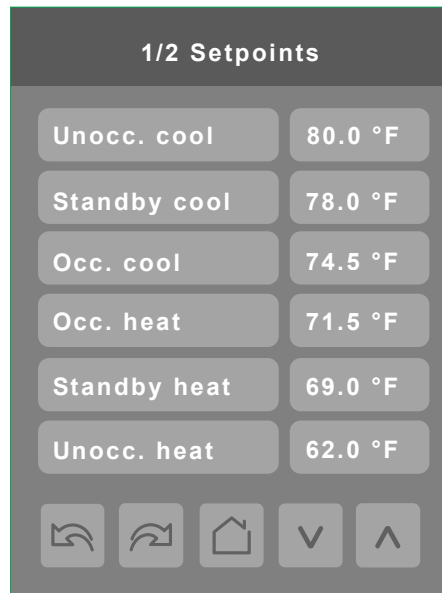 1/2 Setpoints
Unocc. cool 80.0 °F
Standby cool 78.0 °F
Occ. cool 74.5 °F
Occ. heat 71.5 °F
Standby heat 69.0 °F
Unocc. heat 62.0 °F